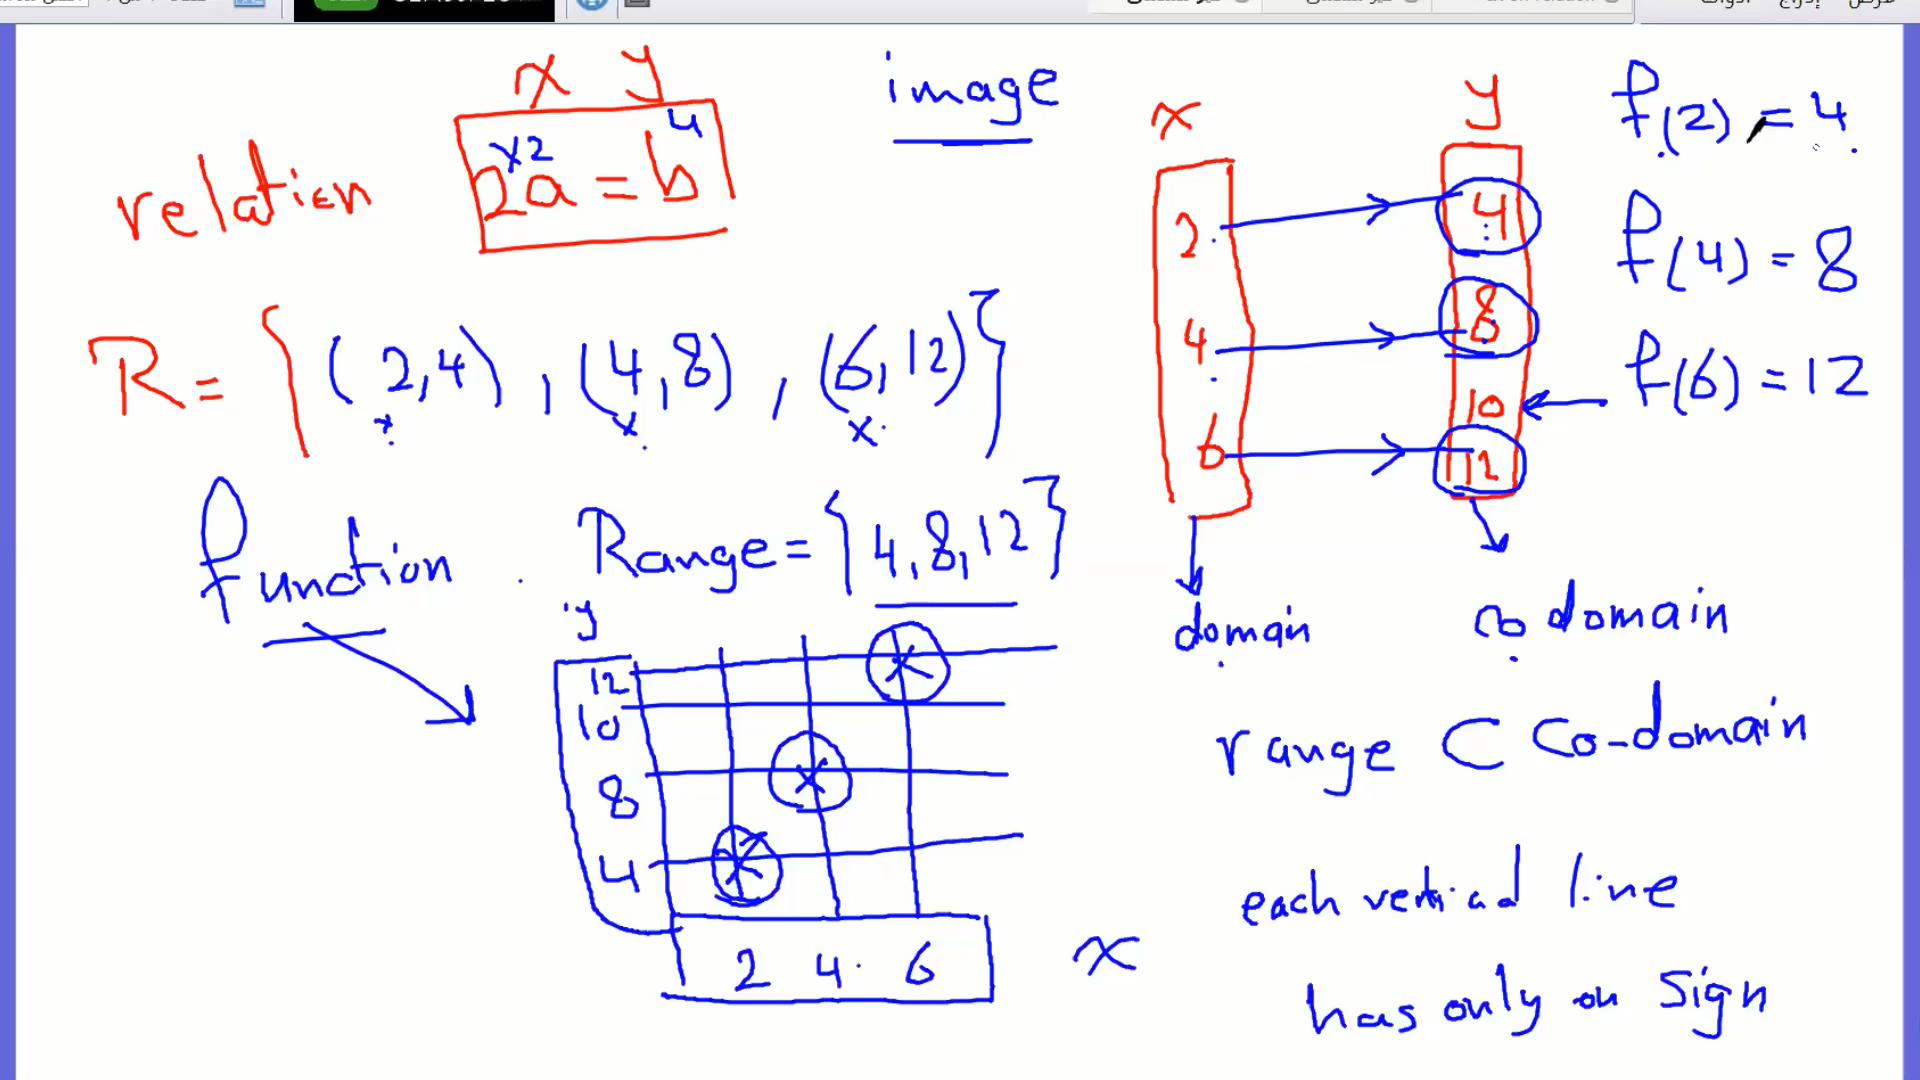 x y
x2 4
2a = b
relation
image
R = { (2,4) , (4,8) , (6,12) }
function
Range = { 4,8,12 }
y
12
10
8
4
2 4 6
x
x y
2 4
4 8
10
6 12
domain
co domain
f(2) = 4
f(4) = 8
f(6) = 12
range ⊂ Co-domain
each vertical line
has only on Sign